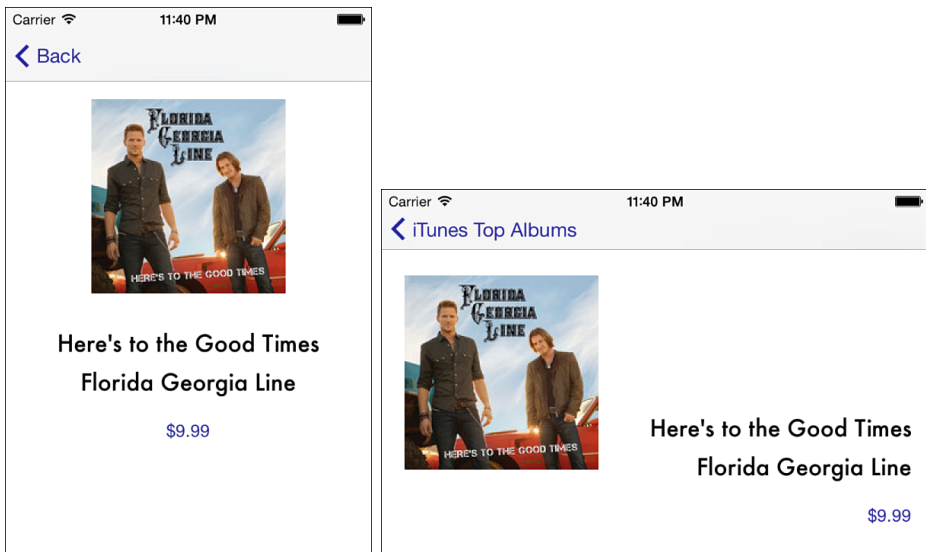 Carrier 11:40 PM
Back
FLORIDA
GEORGIA
LINE
HERE'S TO THE GOOD TIMES
Here's to the Good Times
Florida Georgia Line
$9.99
Carrier 11:40 PM
iTunes Top Albums
FLORIDA
GEORGIA
LINE
HERE'S TO THE GOOD TIMES
Here's to the Good Times
Florida Georgia Line
$9.99